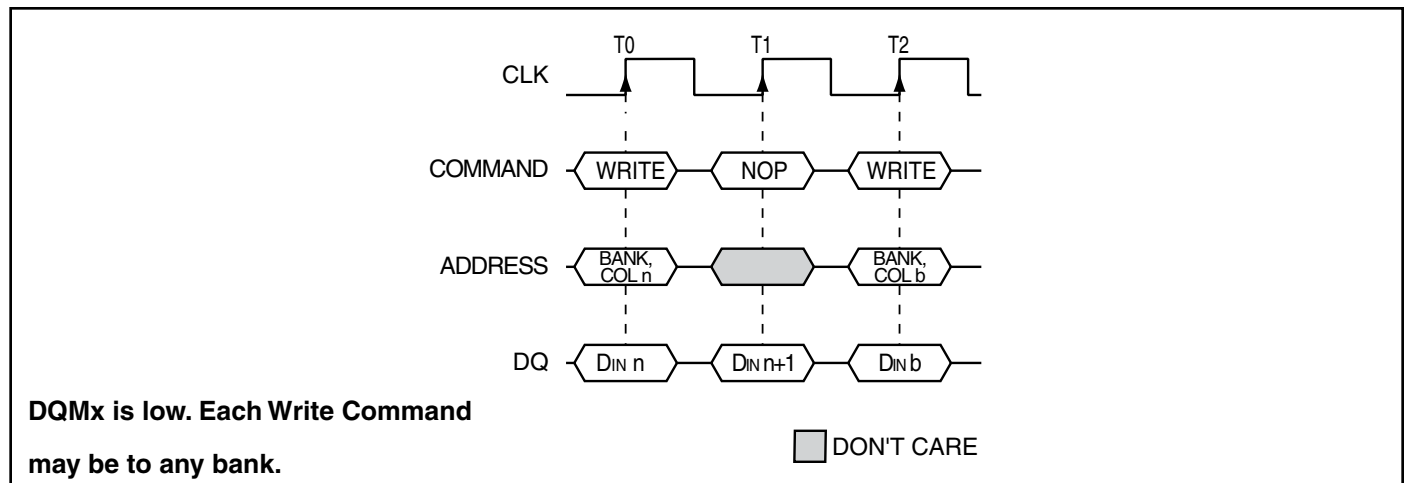 T0 T1 T2
CLK
COMMAND WRITE NOP WRITE
ADDRESS BANK, COL n BANK, COL b
DQ DIN n DIN n+1 DIN b
DQMx is low. Each Write Command
may be to any bank.
DON'T CARE